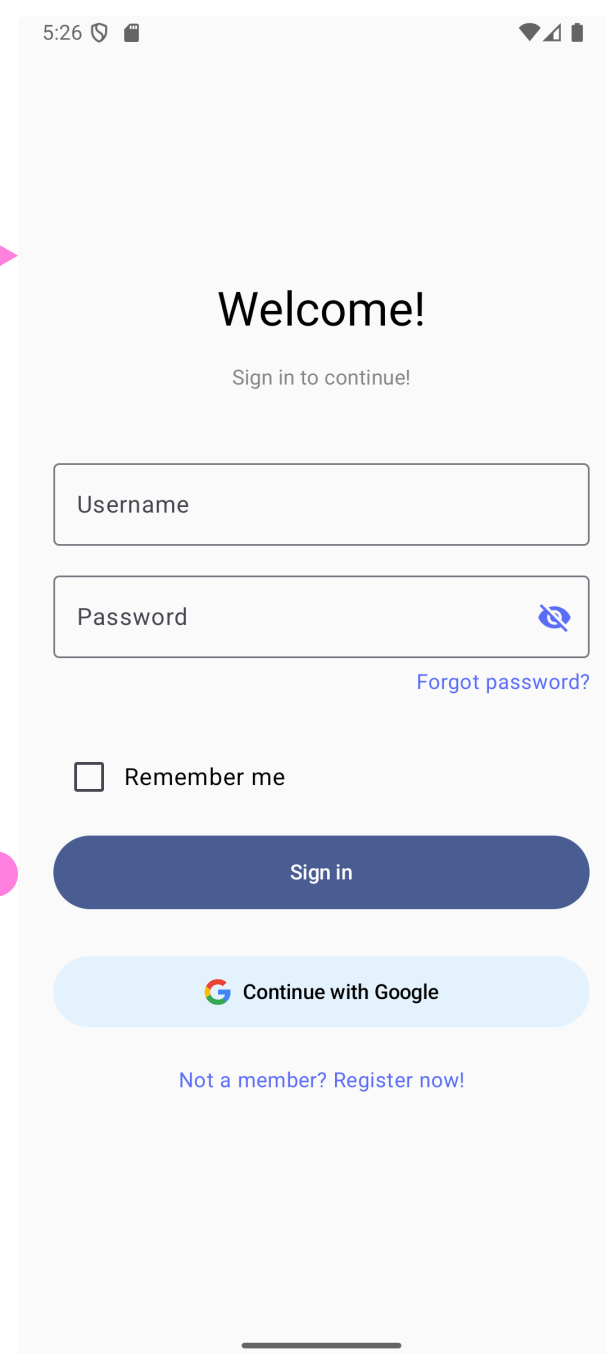 5:26
Welcome!
Sign in to continue!
Username
Password
Forgot password?
Remember me
Sign in
Continue with Google
Not a member? Register now!